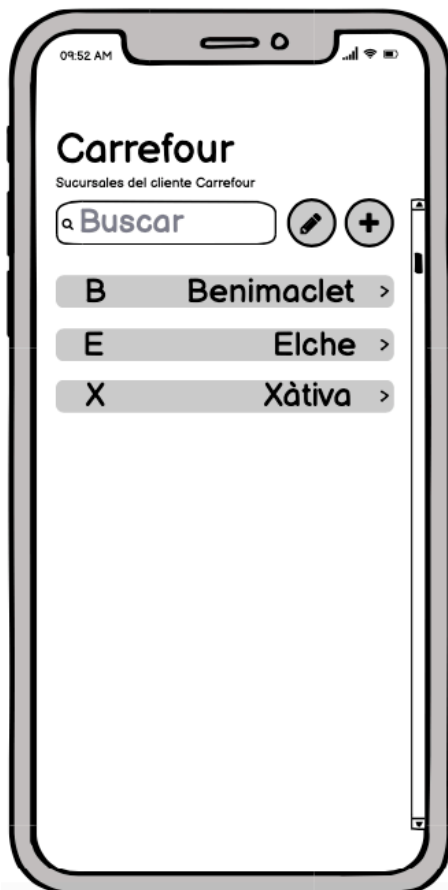 09:52 AM
Carrefour
Sucursales del cliente Carrefour
Buscar
B Benimaclet >
E Elche >
X Xàtiva >